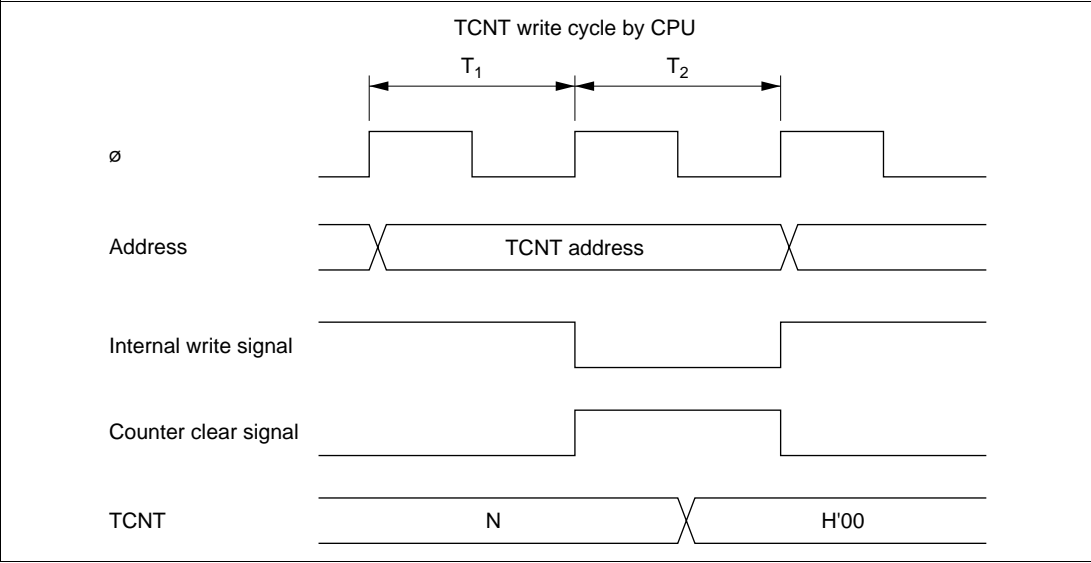 TCNT write cycle by CPU
T1 T2
ø
Address TCNT address
Internal write signal
Counter clear signal
TCNT N H'00